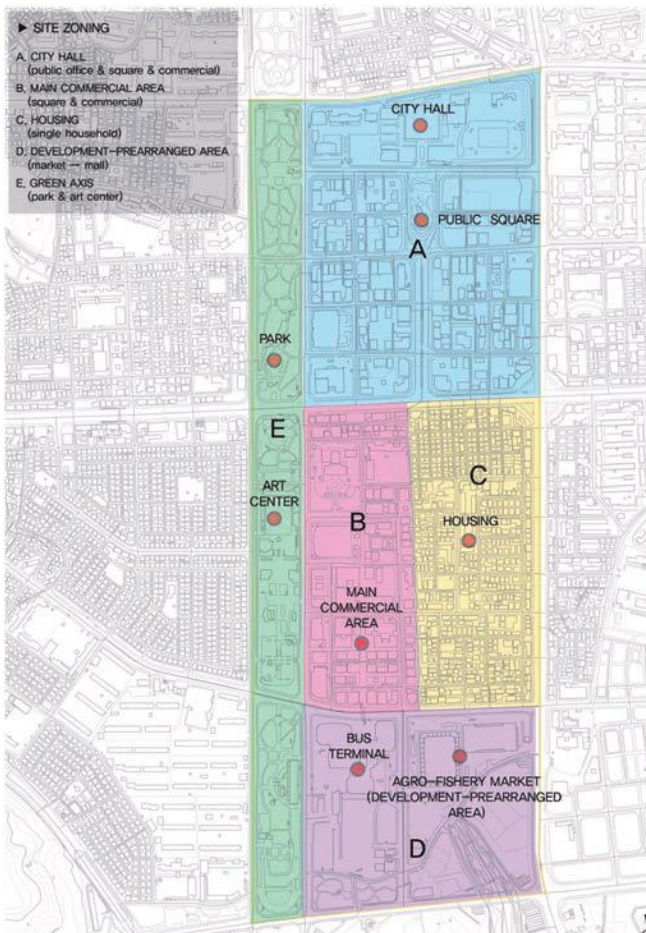 ▶ SITE ZONING
A. CITY HALL
(public office & square & commercial)
B. MAIN COMMERCIAL AREA
(square & commercial)
C. HOUSING
(single household)
D. DEVELOPMENT-PREARRANGED AREA
(market → mall)
E. GREEN AXIS
(park & art center)
CITY HALL
PUBLIC SQUARE
A
PARK
E
ART
CENTER
B
C
HOUSING
MAIN
COMMERCIAL
AREA
BUS
TERMINAL
AGRO-FISHERY MARKET
(DEVELOPMENT-PREARRANGED
AREA)
D